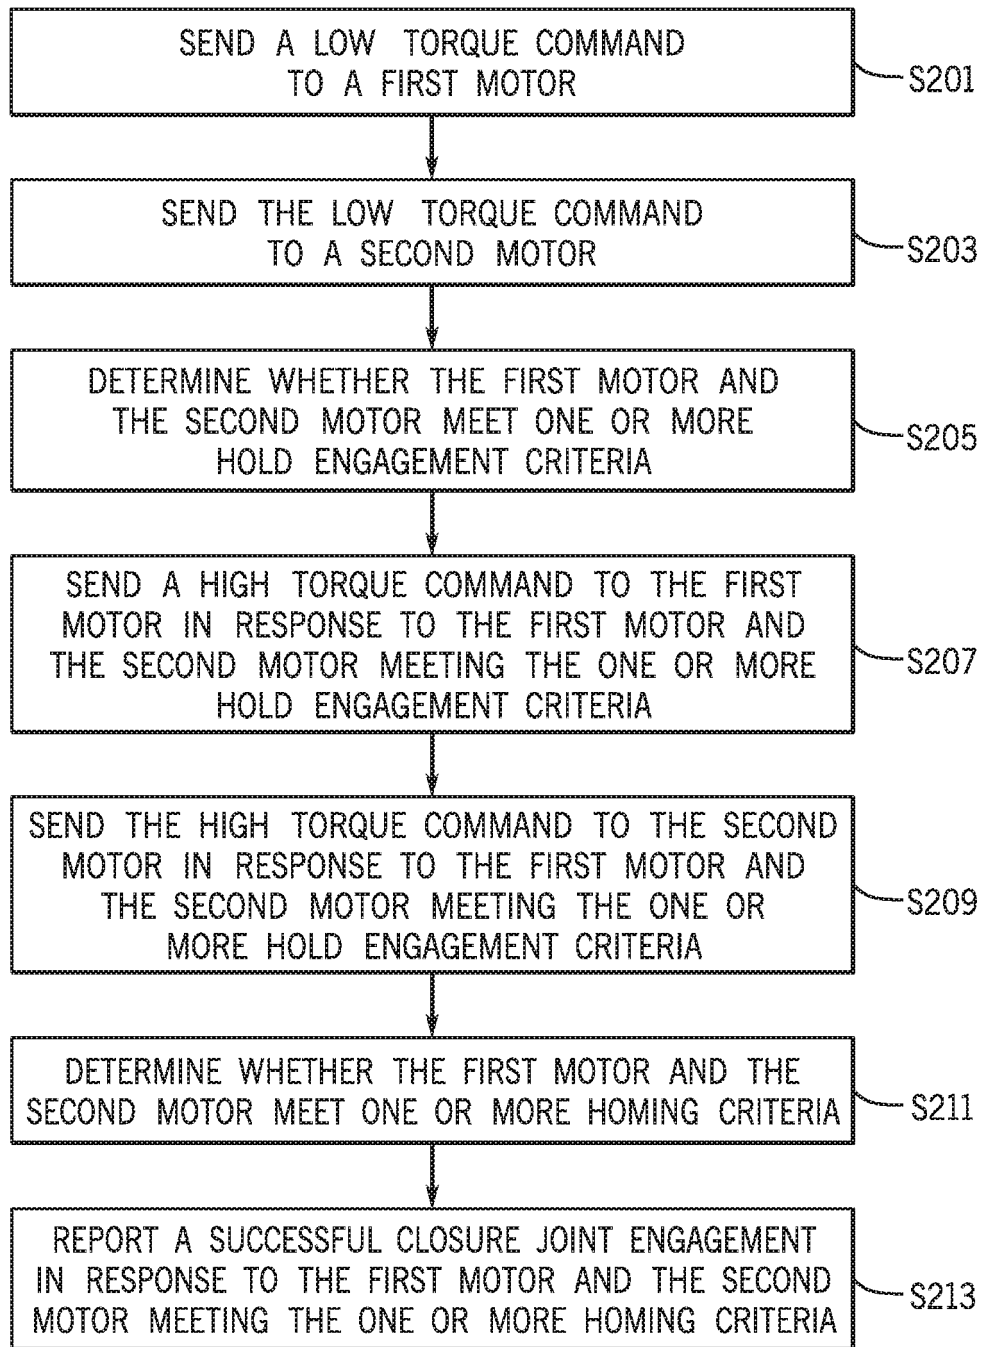 SEND A LOW TORQUE COMMAND
TO A FIRST MOTOR
S201
SEND THE LOW TORQUE COMMAND
TO A SECOND MOTOR
S203
DETERMINE WHETHER THE FIRST MOTOR AND
THE SECOND MOTOR MEET ONE OR MORE
HOLD ENGAGEMENT CRITERIA
S205
SEND A HIGH TORQUE COMMAND TO THE FIRST
MOTOR IN RESPONSE TO THE FIRST MOTOR AND
THE SECOND MOTOR MEETING THE ONE OR MORE
HOLD ENGAGEMENT CRITERIA
S207
SEND THE HIGH TORQUE COMMAND TO THE SECOND
MOTOR IN RESPONSE TO THE FIRST MOTOR AND
THE SECOND MOTOR MEETING THE ONE OR
MORE HOLD ENGAGEMENT CRITERIA
S209
DETERMINE WHETHER THE FIRST MOTOR AND THE
SECOND MOTOR MEET ONE OR MORE HOMING CRITERIA
S211
REPORT A SUCCESSFUL CLOSURE JOINT ENGAGEMENT
IN RESPONSE TO THE FIRST MOTOR AND THE SECOND
MOTOR MEETING THE ONE OR MORE HOMING CRITERIA
S213